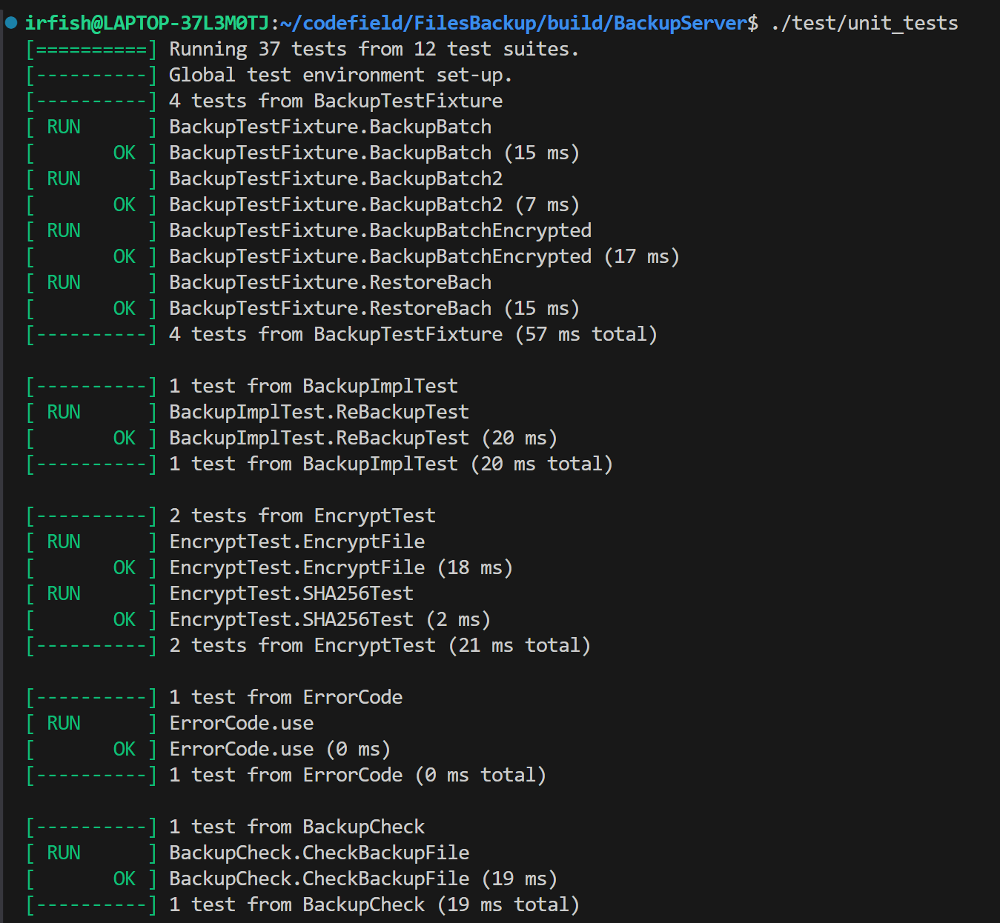 irfish@LAPTOP-37L3M0TJ:~/codefield/FilesBackup/build/BackupServer$ ./test/unit_tests
[==========] Running 37 tests from 12 test suites.
[----------] Global test environment set-up.
[----------] 4 tests from BackupTestFixture
[ RUN      ] BackupTestFixture.BackupBatch
[       OK ] BackupTestFixture.BackupBatch (15 ms)
[ RUN      ] BackupTestFixture.BackupBatch2
[       OK ] BackupTestFixture.BackupBatch2 (7 ms)
[ RUN      ] BackupTestFixture.BackupBatchEncrypted
[       OK ] BackupTestFixture.BackupBatchEncrypted (17 ms)
[ RUN      ] BackupTestFixture.RestoreBach
[       OK ] BackupTestFixture.RestoreBach (15 ms)
[----------] 4 tests from BackupTestFixture (57 ms total)

[----------] 1 test from BackupImplTest
[ RUN      ] BackupImplTest.ReBackupTest
[       OK ] BackupImplTest.ReBackupTest (20 ms)
[----------] 1 test from BackupImplTest (20 ms total)

[----------] 2 tests from EncryptTest
[ RUN      ] EncryptTest.EncryptFile
[       OK ] EncryptTest.EncryptFile (18 ms)
[ RUN      ] EncryptTest.SHA256Test
[       OK ] EncryptTest.SHA256Test (2 ms)
[----------] 2 tests from EncryptTest (21 ms total)

[----------] 1 test from ErrorCode
[ RUN      ] ErrorCode.use
[       OK ] ErrorCode.use (0 ms)
[----------] 1 test from ErrorCode (0 ms total)

[----------] 1 test from BackupCheck
[ RUN      ] BackupCheck.CheckBackupFile
[       OK ] BackupCheck.CheckBackupFile (19 ms)
[----------] 1 test from BackupCheck (19 ms total)